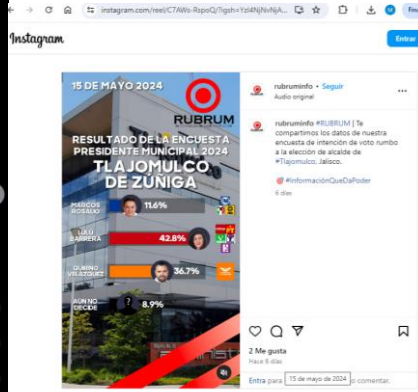 instagram.com/reel/C7AWs-RspoQ/?igsh=YzI4NjNvNjA...
Instagram
Entrar
15 DE MAYO 2024
RUBRUM
RESULTADO DE LA ENCUESTA
PRESIDENTE MUNICIPAL 2024
TLAJOMULCO
DE ZÚÑIGA
MARCOS
ROSALIO
11.6%
LULÚ
BARRERA
42.8%
QUIRINO
VELÁZQUEZ
36.7%
AÚN NO
DECIDE
?
8.9%
rubruminfo • Seguir
Audio original
rubruminfo #RUBRUM | Te
compartimos los datos de nuestra
encuesta de intención de voto rumbo
a la elección de alcalde de
#Tlajomulco, Jalisco.
#InformaciónQueDaPoder
6 días
2 Me gusta
Hace 6 días
Entra para
15 de mayo de 2024
o comentar.